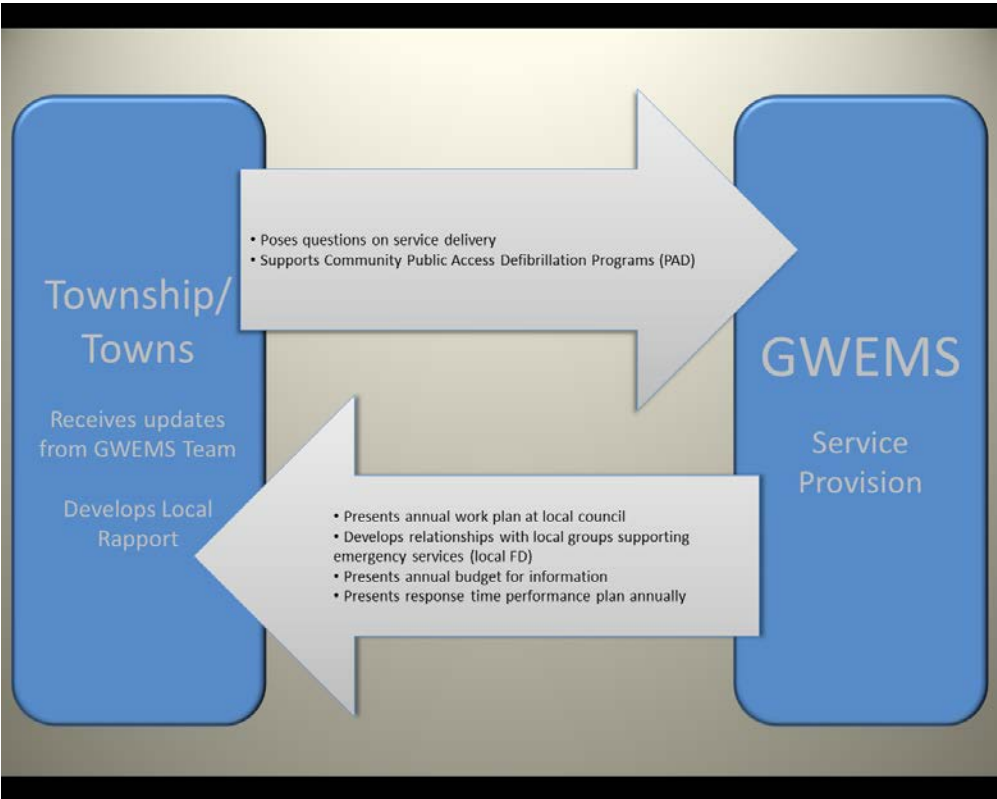 Township/
Towns
Receives updates
from GWEMS Team
Develops Local
Rapport
• Poses questions on service delivery
• Supports Community Public Access Defibrillation Programs (PAD)
• Presents annual work plan at local council
• Develops relationships with local groups supporting
emergency services (local FD)
• Presents annual budget for information
• Presents response time performance plan annually
GWEMS
Service
Provision